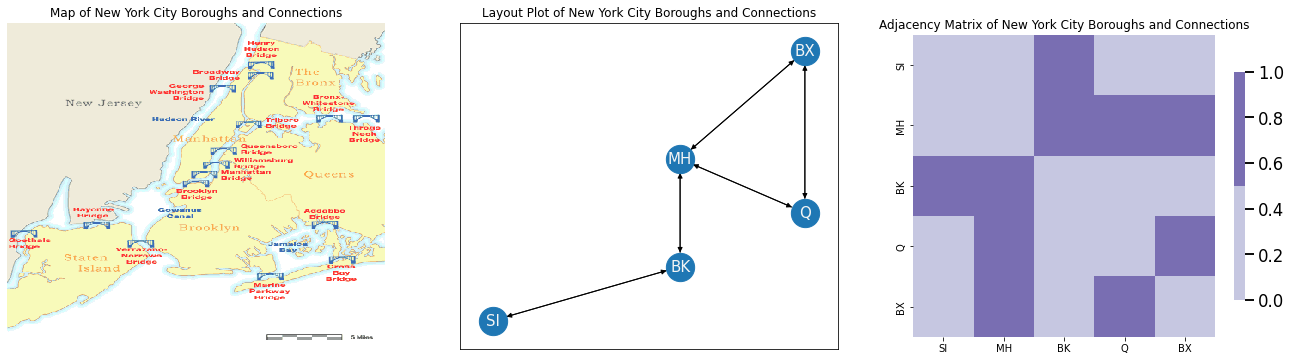 Map of New York City Boroughs and Connections
Henry
Hudson
Bridge
Broadway
Bridge
The
Bronx
George
Washington
Bridge
Bronx-
Whitestone
Bridge
New Jersey
Hudson River
Triboro
Bridge
Throgs
Neck
Bridge
Manhattan
Queensboro
Bridge
Williamsburg
Bridge
Manhattan
Bridge
Queens
Brooklyn
Bridge
Bayonne
Bridge
Gowanus
Canal
Addabbo
Bridge
Goethals
Bridge
Brooklyn
Verrazano-
Narrows
Bridge
Jamaica
Bay
Staten
Island
Cross
Bay
Bridge
Marine
Parkway
Bridge
5 Miles
Layout Plot of New York City Boroughs and Connections
BX
MH
Q
BK
SI
Adjacency Matrix of New York City Boroughs and Connections
SI
MH
BK
Q
BX
SI MH BK Q BX
1.0
0.8
0.6
0.4
0.2
0.0